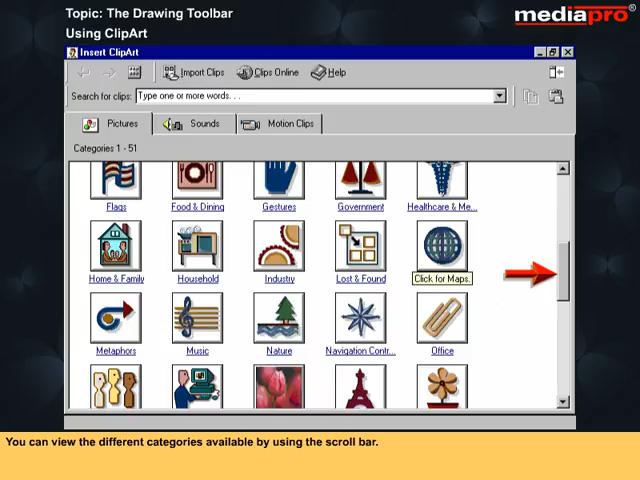 Topic: The Drawing Toolbar
mediapro®
Using ClipArt
Insert ClipArt
Import Clips Clips Online Help
Search for clips: Type one or more words. . .
Pictures Sounds Motion Clips
Categories 1 - 51
Flags Food & Dining Gestures Government Healthcare & Me...
Home & Family Household Industry Lost & Found Click for Maps.
Metaphors Music Nature Navigation Contr... Office
You can view the different categories available by using the scroll bar.